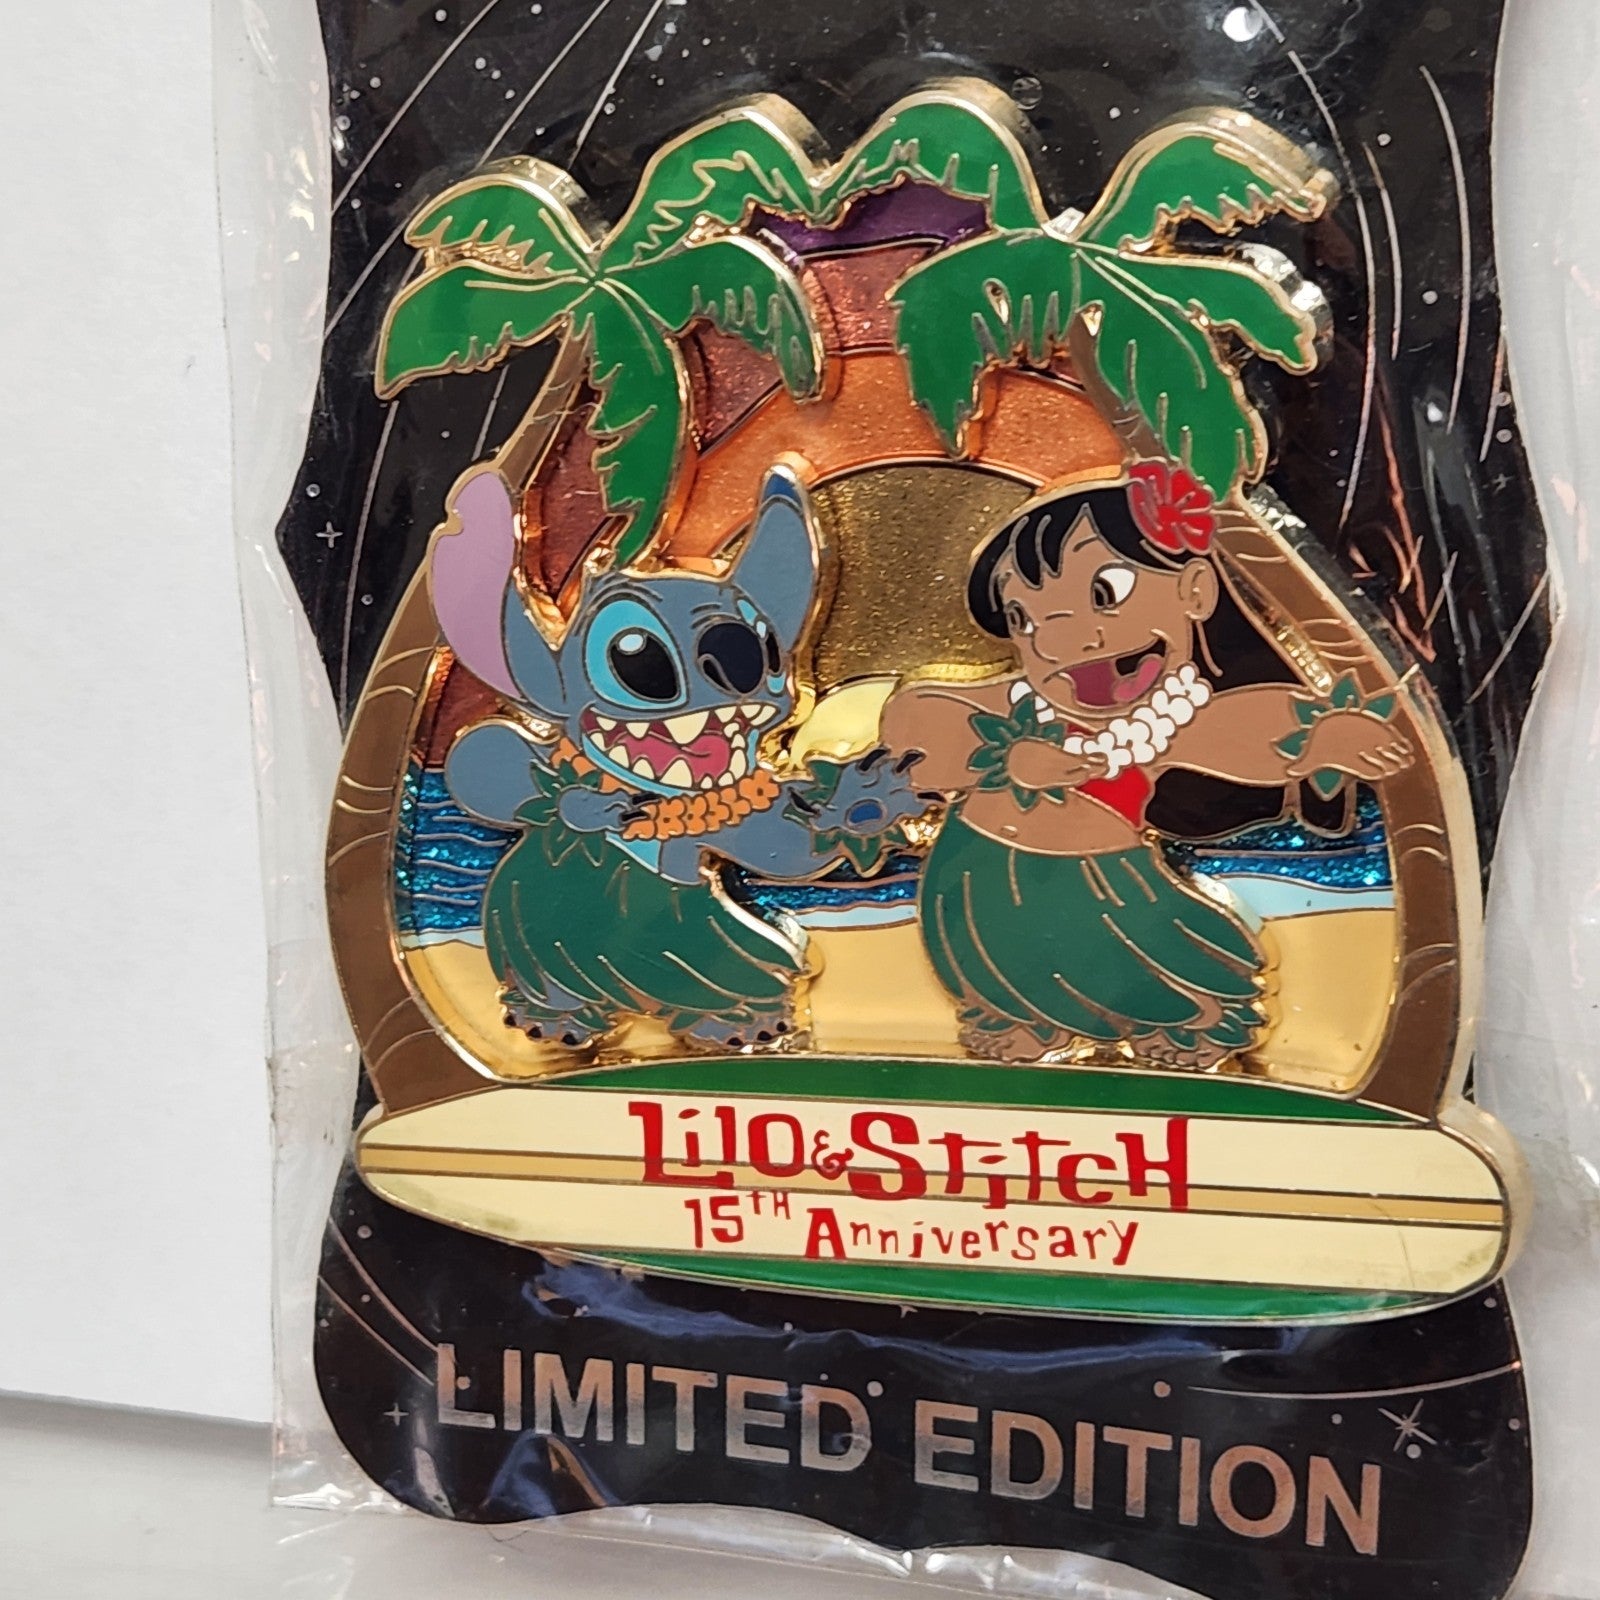 Lilo & Stitch
15TH Anniversary
LIMITED EDITION